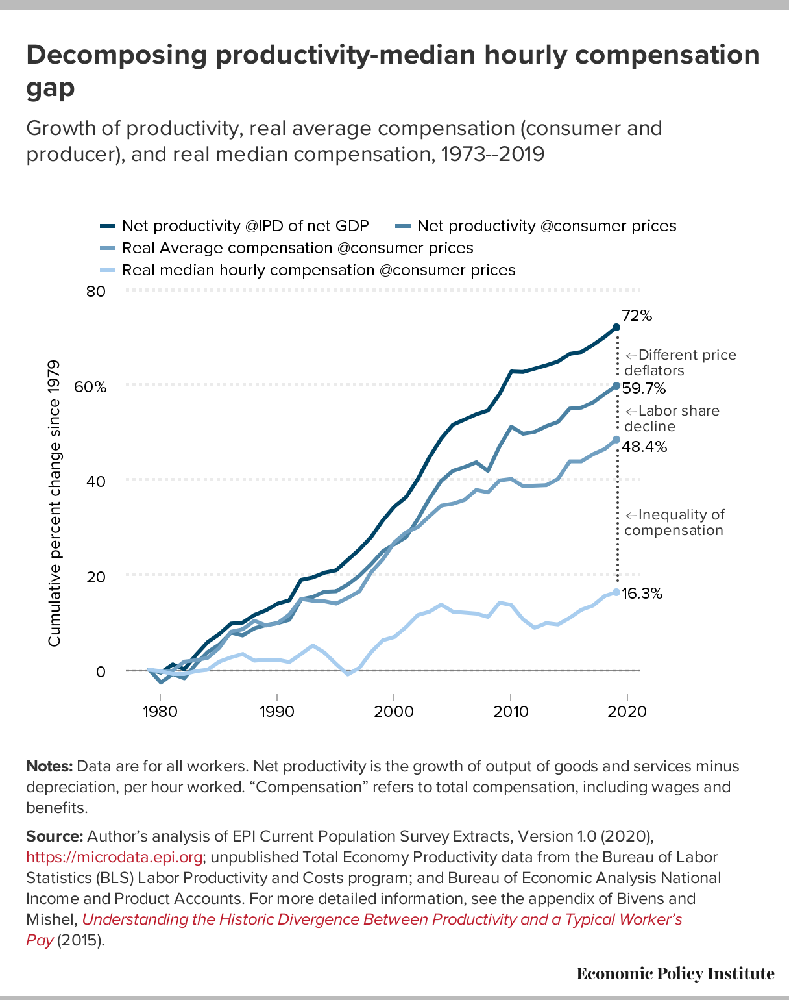 Decomposing productivity-median hourly compensation
gap
Growth of productivity, real average compensation (consumer and
producer), and real median compensation, 1973--2019
Net productivity @IPD of net GDP
Net productivity @consumer prices
Real Average compensation @consumer prices
Real median hourly compensation @consumer prices
Cumulative percent change since 1979
80
60%
40
20
0
72%
←Different price
deflators
59.7%
←Labor share
decline
48.4%
←Inequality of
compensation
16.3%
1980
1990
2000
2010
2020
Notes: Data are for all workers. Net productivity is the growth of output of goods and services minus
depreciation, per hour worked. “Compensation” refers to total compensation, including wages and
benefits.
Source: Author’s analysis of EPI Current Population Survey Extracts, Version 1.0 (2020),
https://microdata.epi.org; unpublished Total Economy Productivity data from the Bureau of Labor
Statistics (BLS) Labor Productivity and Costs program; and Bureau of Economic Analysis National
Income and Product Accounts. For more detailed information, see the appendix of Bivens and
Mishel, Understanding the Historic Divergence Between Productivity and a Typical Worker’s
Pay (2015).
Economic Policy Institute